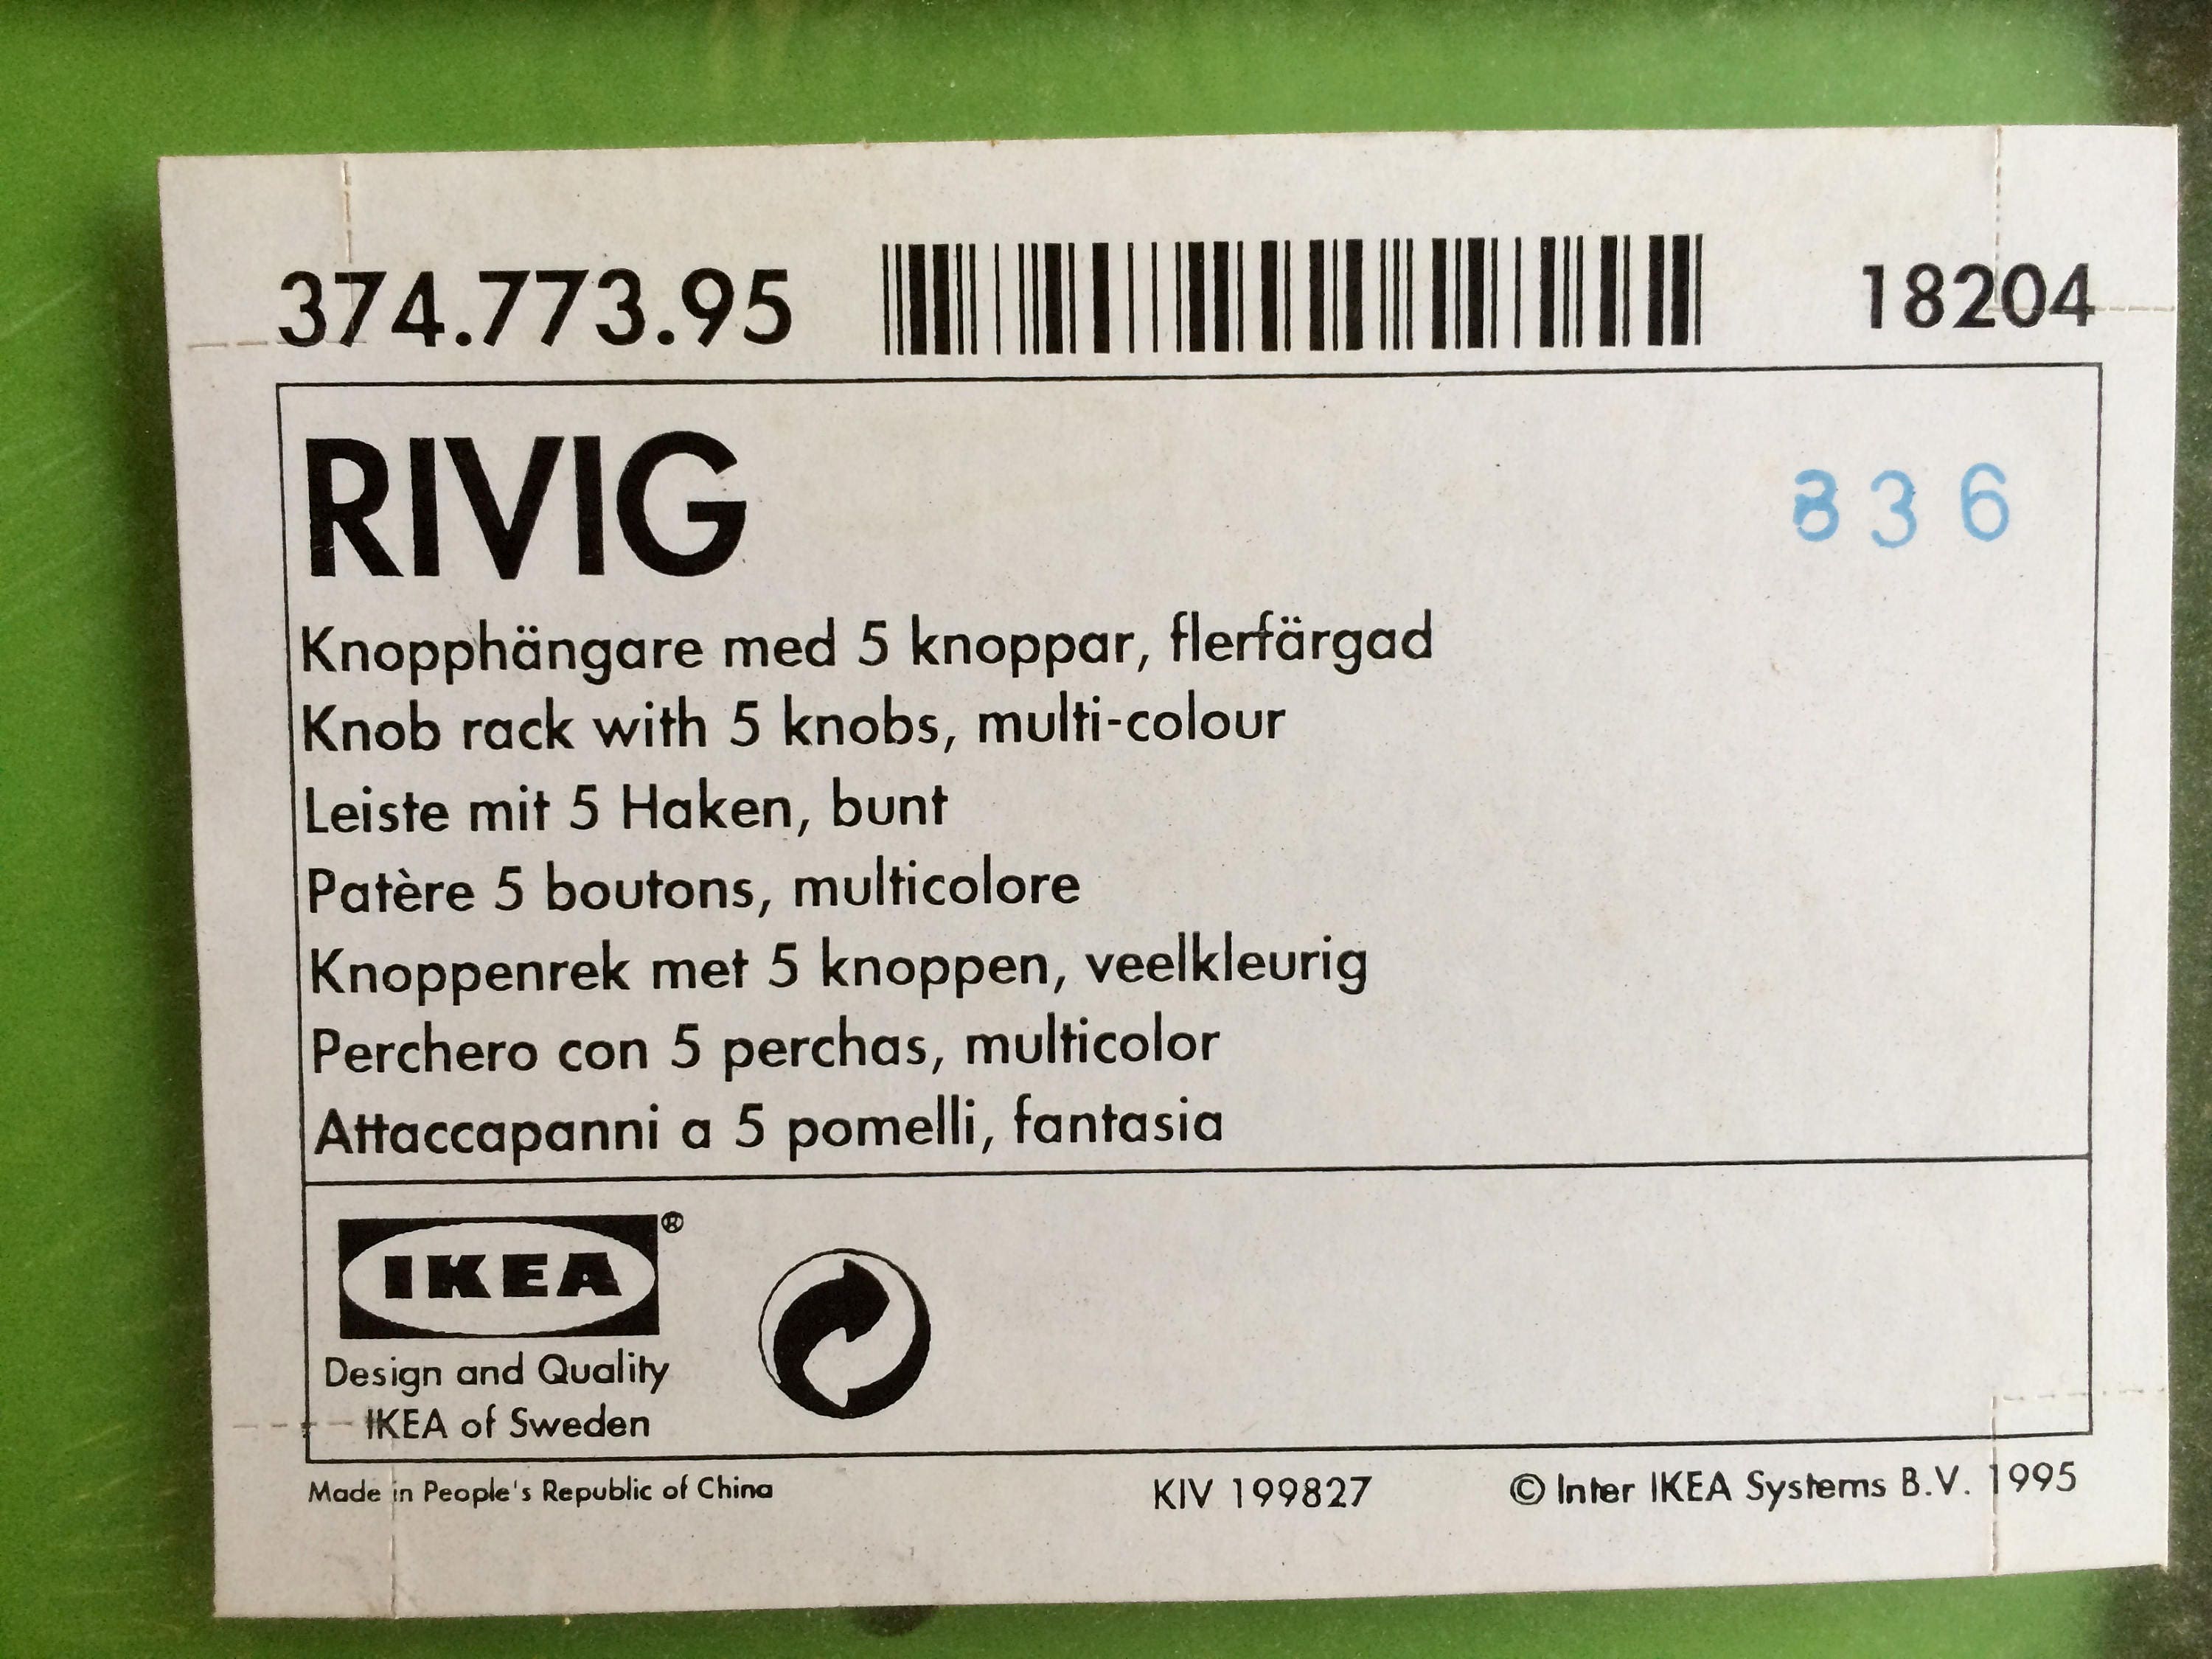 374.773.95 18204
RIVIG
836
Knopphängare med 5 knoppar, flerfärgad
Knob rack with 5 knobs, multi-colour
Leiste mit 5 Haken, bunt
Patère 5 boutons, multicolore
Knoppenrek met 5 knoppen, veelkleurig
Perchero con 5 perchas, multicolor
Attaccapanni a 5 pomelli, fantasia
IKEA®
Design and Quality
IKEA of Sweden
Made in People's Republic of China KIV 199827 © Inter IKEA Systems B.V. 1995